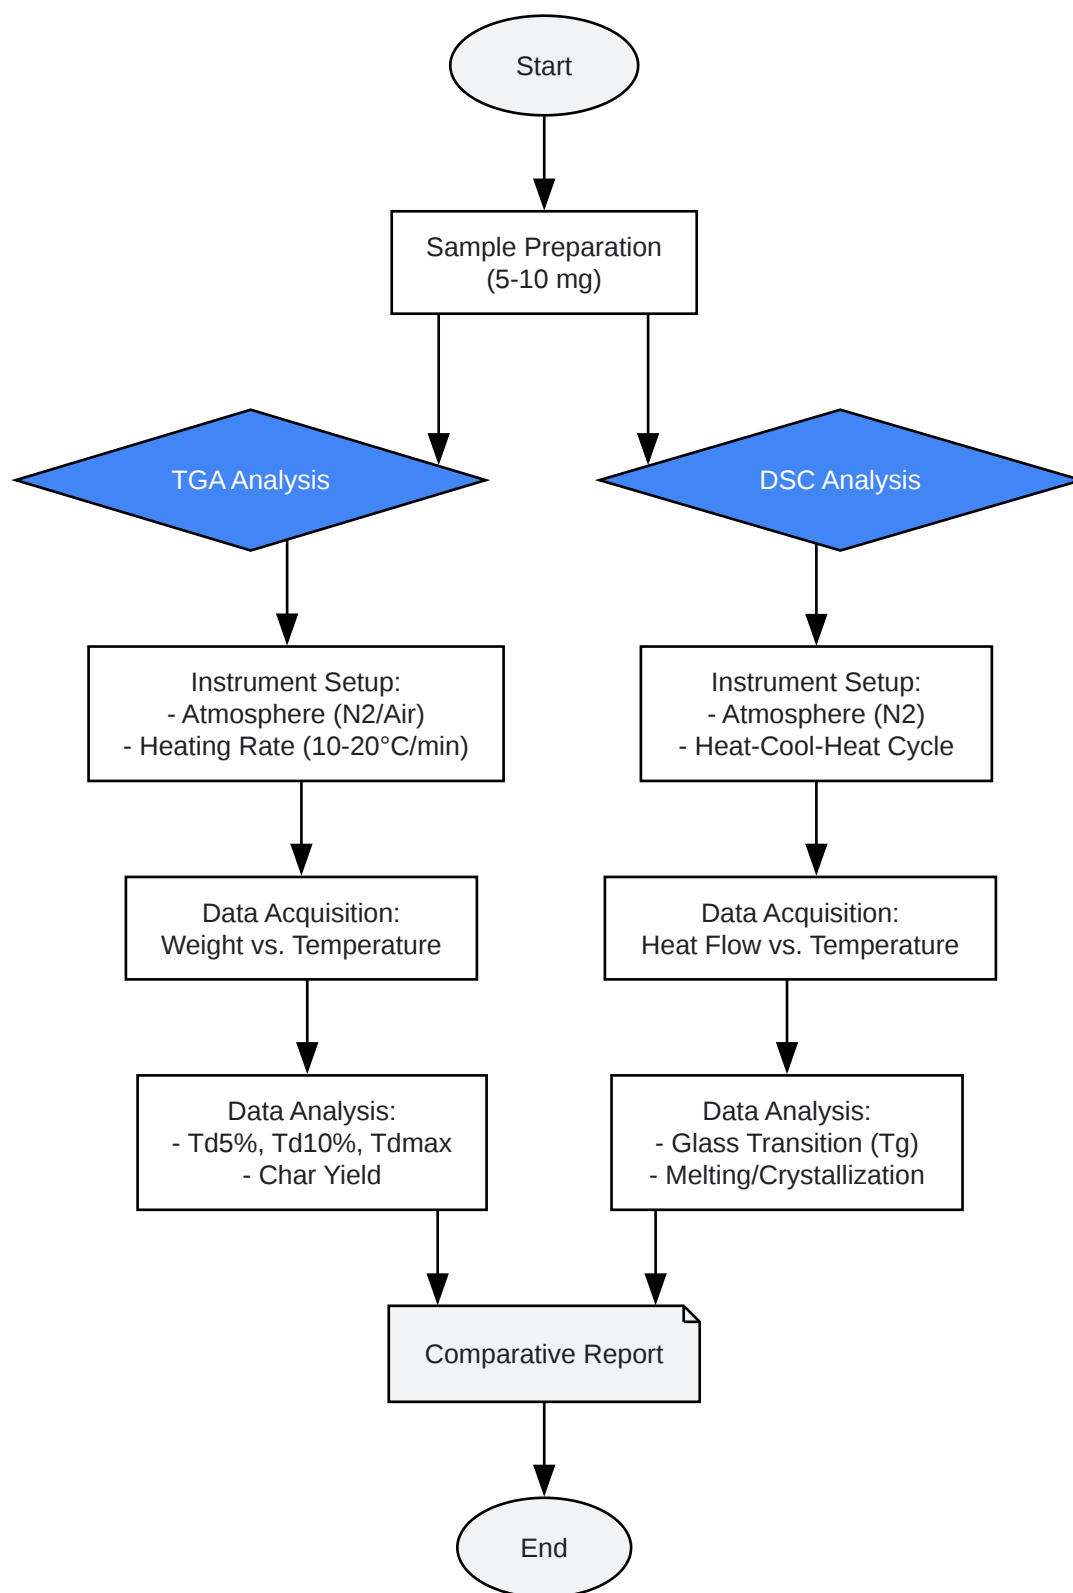 Start
Sample Preparation
(5-10 mg)
TGA Analysis
DSC Analysis
Instrument Setup:
- Atmosphere (N2/Air)
- Heating Rate (10-20°C/min)
Instrument Setup:
- Atmosphere (N2)
- Heat-Cool-Heat Cycle
Data Acquisition:
Weight vs. Temperature
Data Acquisition:
Heat Flow vs. Temperature
Data Analysis:
- Td5%, Td10%, Tdmax
- Char Yield
Data Analysis:
- Glass Transition (Tg)
- Melting/Crystallization
Comparative Report
End